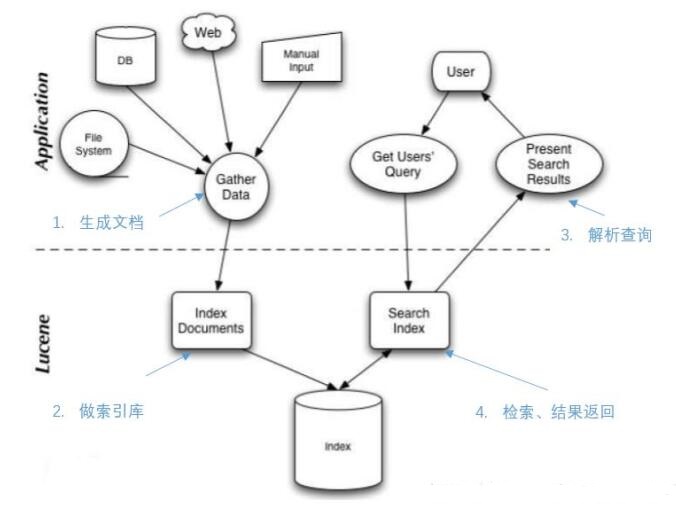 Application
DB
Web
Manual
Input
File
System
Gather
Data
User
Get Users'
Query
Present
Search
Results
1. 生成文档
3. 解析查询
Lucene
Index
Documents
Search
Index
2. 做索引库
4. 检索、结果返回
Index